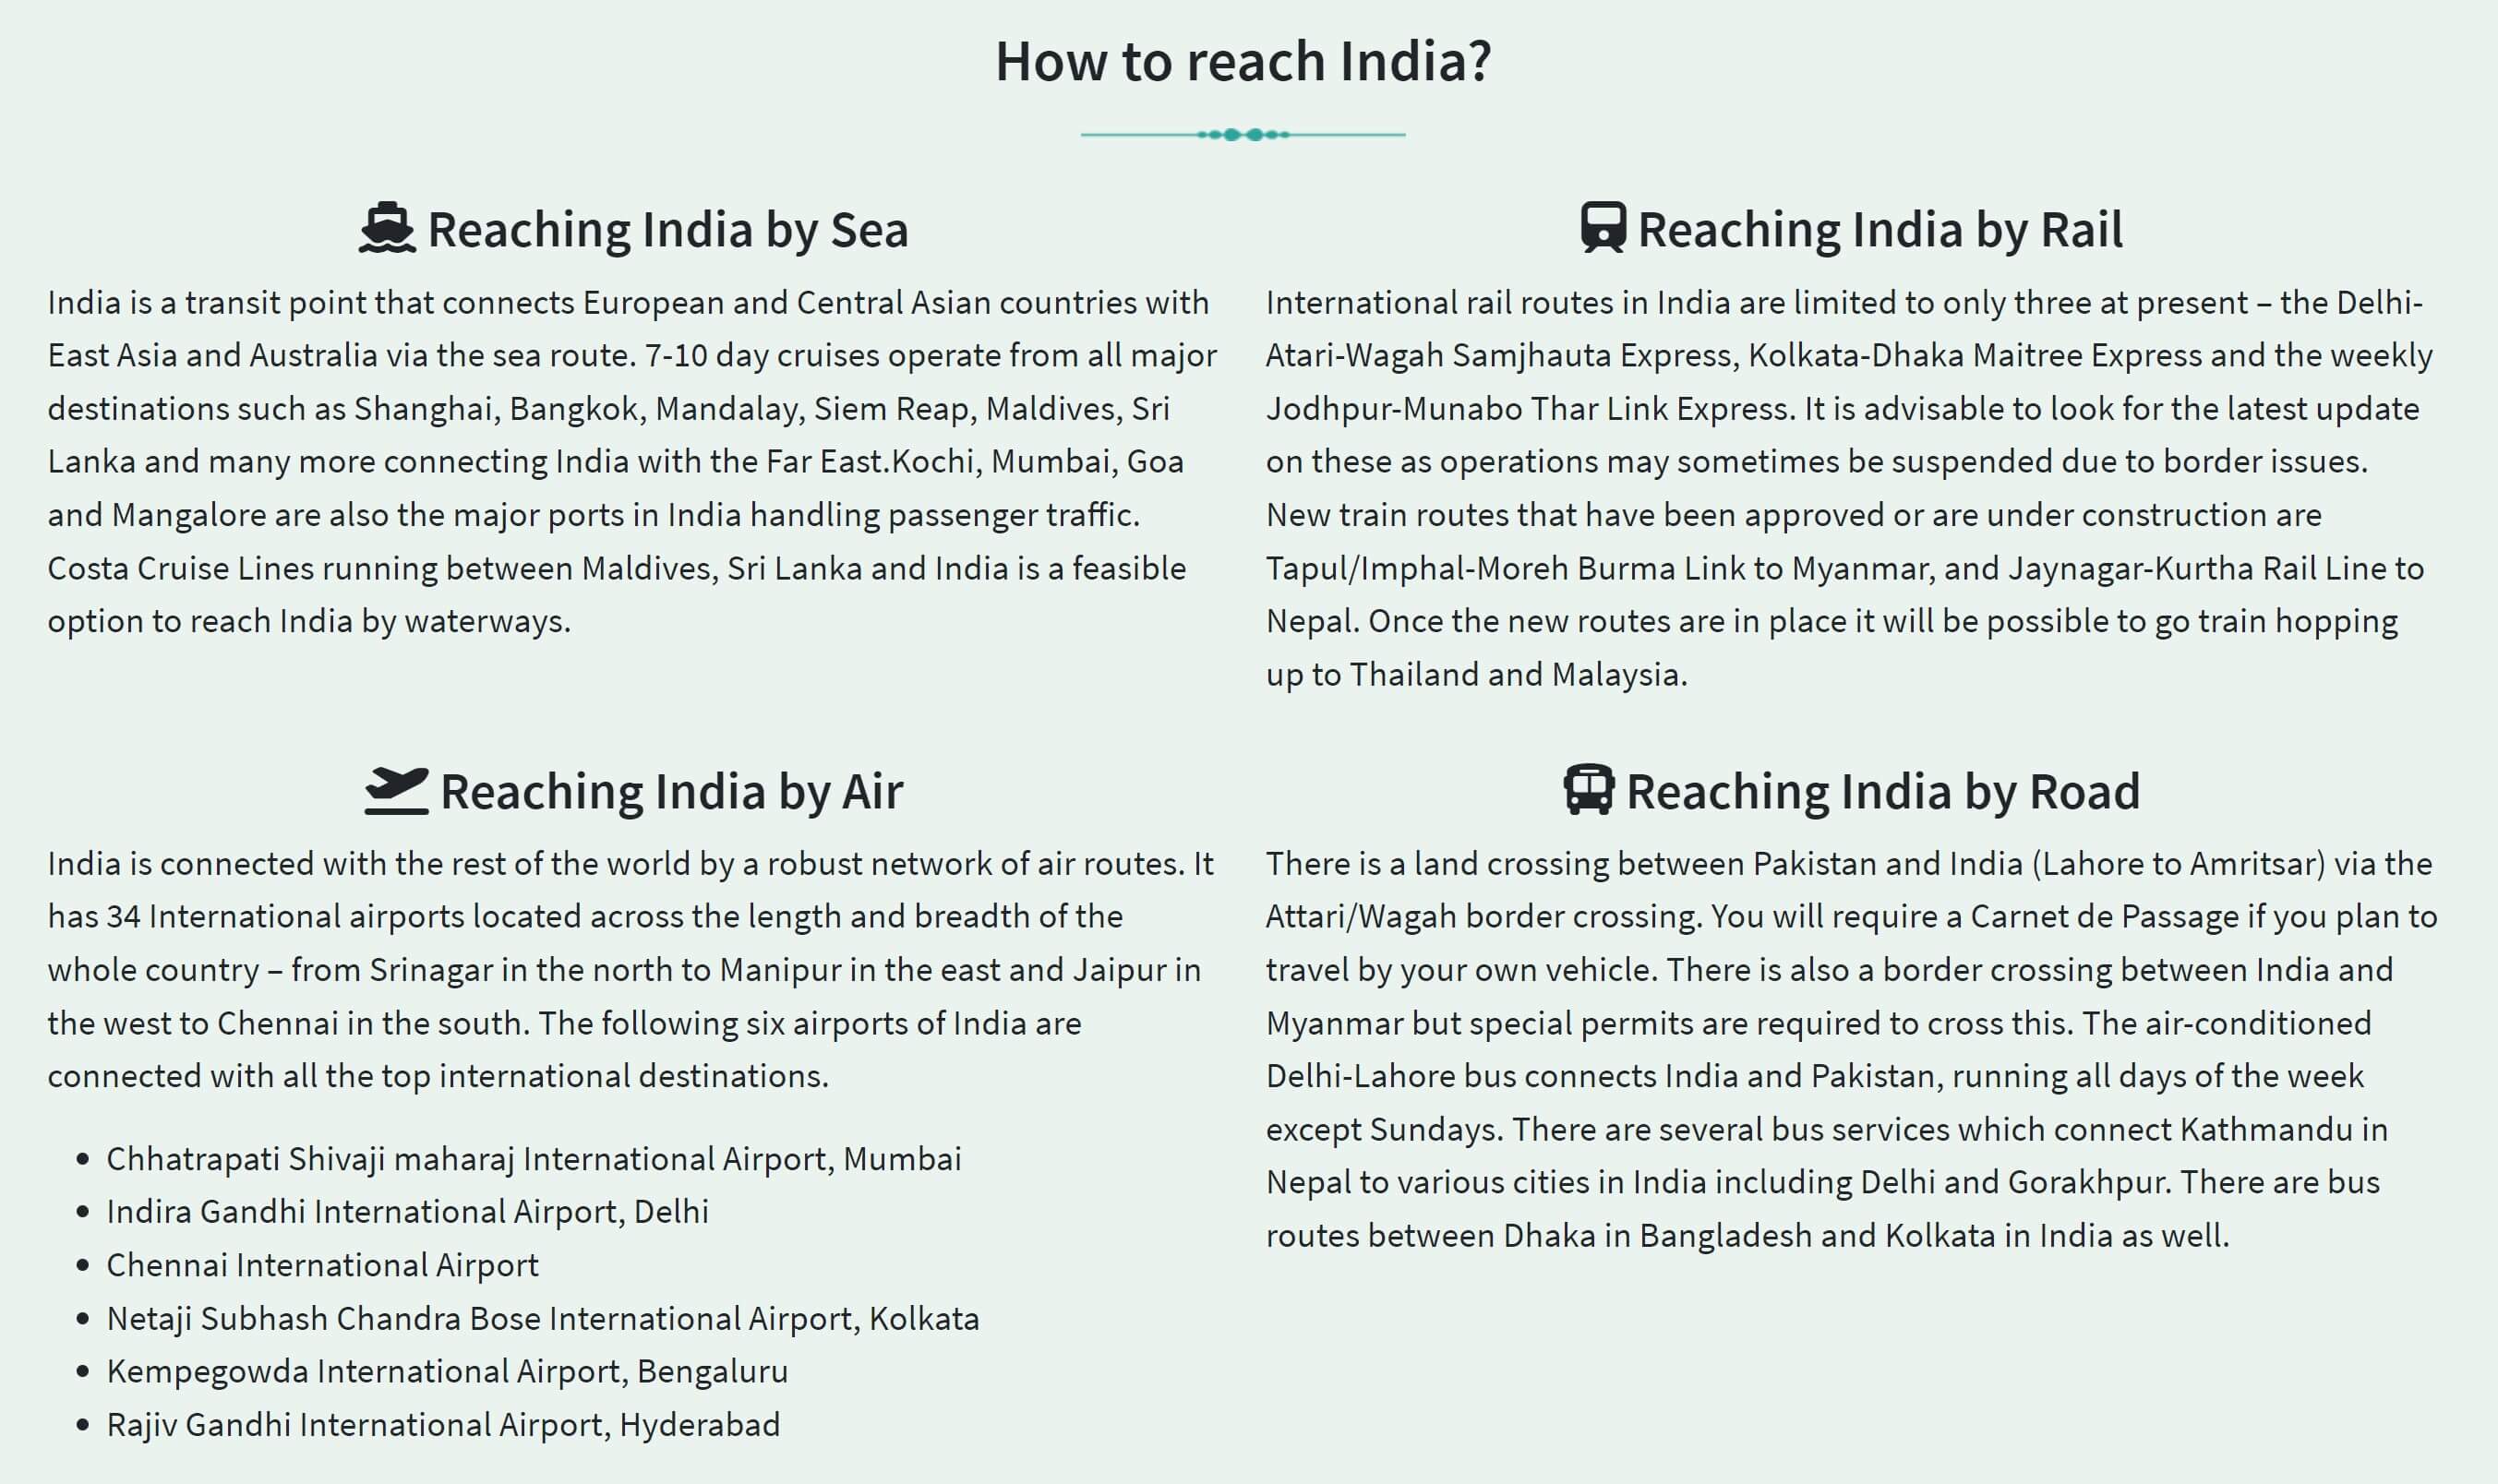 How to reach India?
Reaching India by Sea
India is a transit point that connects European and Central Asian countries with
East Asia and Australia via the sea route. 7-10 day cruises operate from all major
destinations such as Shanghai, Bangkok, Mandalay, Siem Reap, Maldives, Sri
Lanka and many more connecting India with the Far East.Kochi, Mumbai, Goa
and Mangalore are also the major ports in India handling passenger traffic.
Costa Cruise Lines running between Maldives, Sri Lanka and India is a feasible
option to reach India by waterways.
Reaching India by Rail
International rail routes in India are limited to only three at present – the Delhi-
Atari-Wagah Samjhauta Express, Kolkata-Dhaka Maitree Express and the weekly
Jodhpur-Munabo Thar Link Express. It is advisable to look for the latest update
on these as operations may sometimes be suspended due to border issues.
New train routes that have been approved or are under construction are
Tapul/Imphal-Moreh Burma Link to Myanmar, and Jaynagar-Kurtha Rail Line to
Nepal. Once the new routes are in place it will be possible to go train hopping
up to Thailand and Malaysia.
Reaching India by Air
India is connected with the rest of the world by a robust network of air routes. It
has 34 International airports located across the length and breadth of the
whole country – from Srinagar in the north to Manipur in the east and Jaipur in
the west to Chennai in the south. The following six airports of India are
connected with all the top international destinations.
• Chhatrapati Shivaji maharaj International Airport, Mumbai
• Indira Gandhi International Airport, Delhi
• Chennai International Airport
• Netaji Subhash Chandra Bose International Airport, Kolkata
• Kempegowda International Airport, Bengaluru
• Rajiv Gandhi International Airport, Hyderabad
Reaching India by Road
There is a land crossing between Pakistan and India (Lahore to Amritsar) via the
Attari/Wagah border crossing. You will require a Carnet de Passage if you plan to
travel by your own vehicle. There is also a border crossing between India and
Myanmar but special permits are required to cross this. The air-conditioned
Delhi-Lahore bus connects India and Pakistan, running all days of the week
except Sundays. There are several bus services which connect Kathmandu in
Nepal to various cities in India including Delhi and Gorakhpur. There are bus
routes between Dhaka in Bangladesh and Kolkata in India as well.